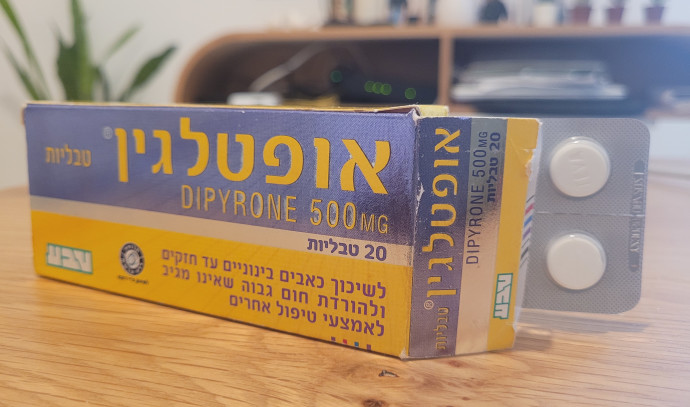 אופטלגין®
טבליות
DIPYRONE 500MG
20 טבליות
לשיכוך כאבים בינוניים עד חזקים
ולהורדת חום גבוה שאינו מגיב
לאמצעי טיפול אחרים
טבע
אופטלגין®
טבליות
DIPYRONE 500MG
20 טבליות
טבע